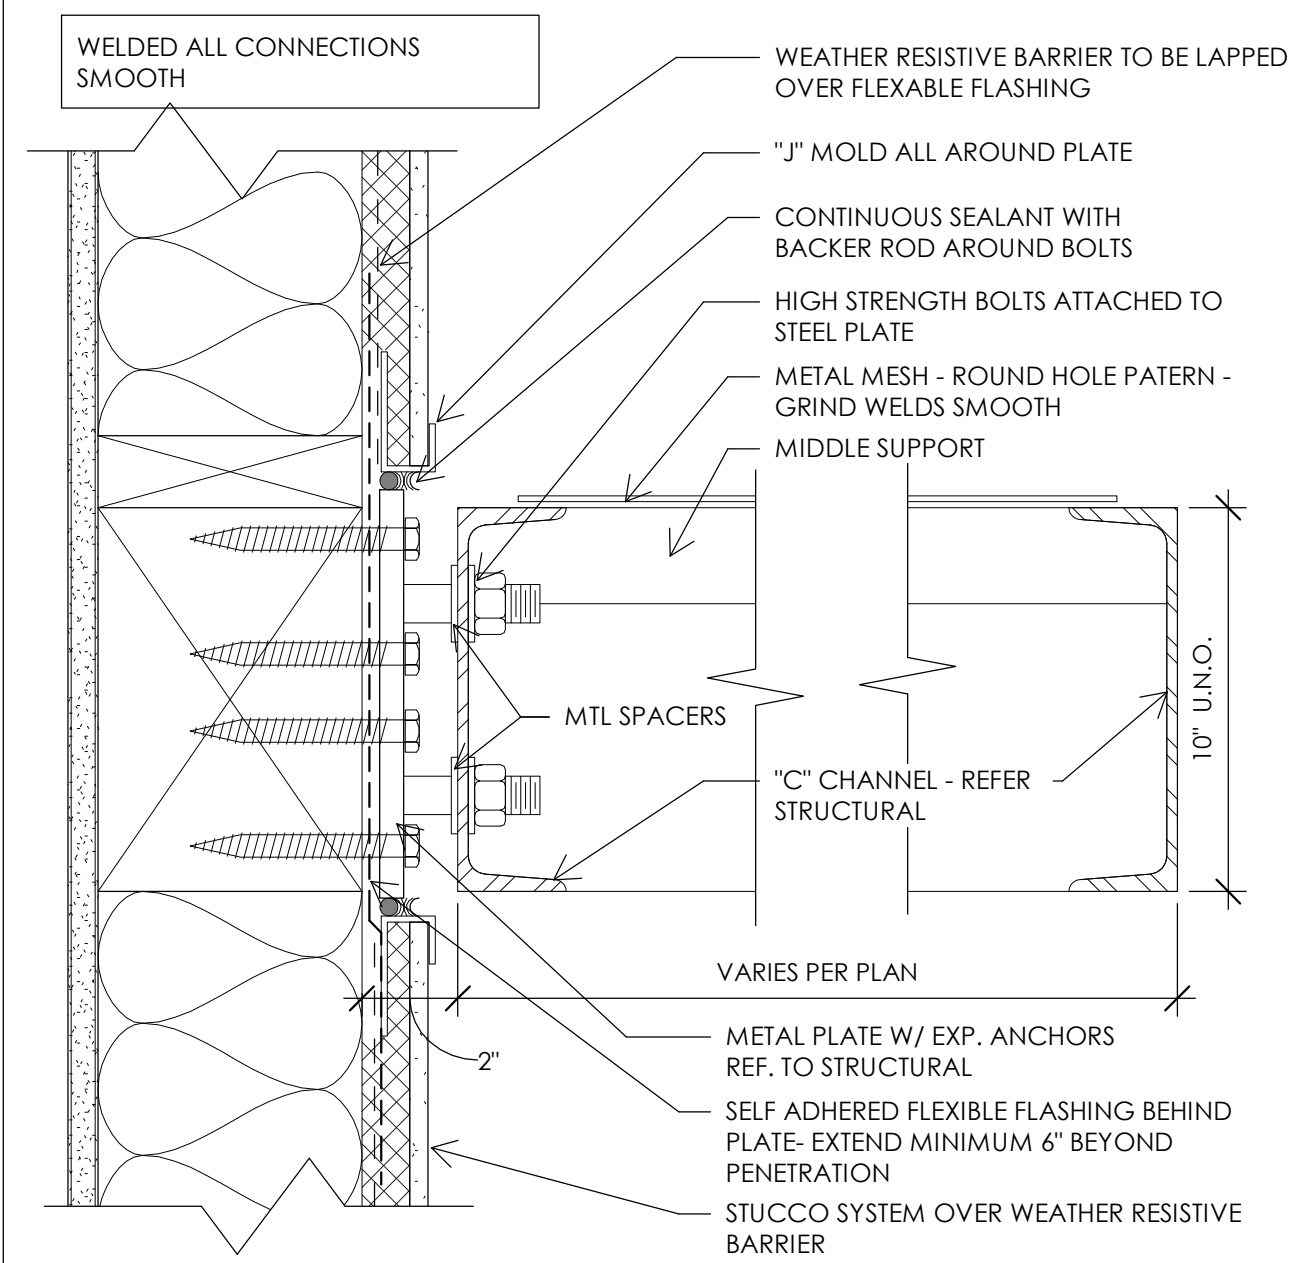 WELDED ALL CONNECTIONS
SMOOTH
WEATHER RESISTIVE BARRIER TO BE LAPPED
OVER FLEXABLE FLASHING
"J" MOLD ALL AROUND PLATE
CONTINUOUS SEALANT WITH
BACKER ROD AROUND BOLTS
HIGH STRENGTH BOLTS ATTACHED TO
STEEL PLATE
METAL MESH - ROUND HOLE PATERN -
GRIND WELDS SMOOTH
MIDDLE SUPPORT
10" U.N.O.
MTL SPACERS
"C" CHANNEL - REFER
STRUCTURAL
VARIES PER PLAN
2"
METAL PLATE W/ EXP. ANCHORS
REF. TO STRUCTURAL
SELF ADHERED FLEXIBLE FLASHING BEHIND
PLATE- EXTEND MINIMUM 6" BEYOND
PENETRATION
STUCCO SYSTEM OVER WEATHER RESISTIVE
BARRIER